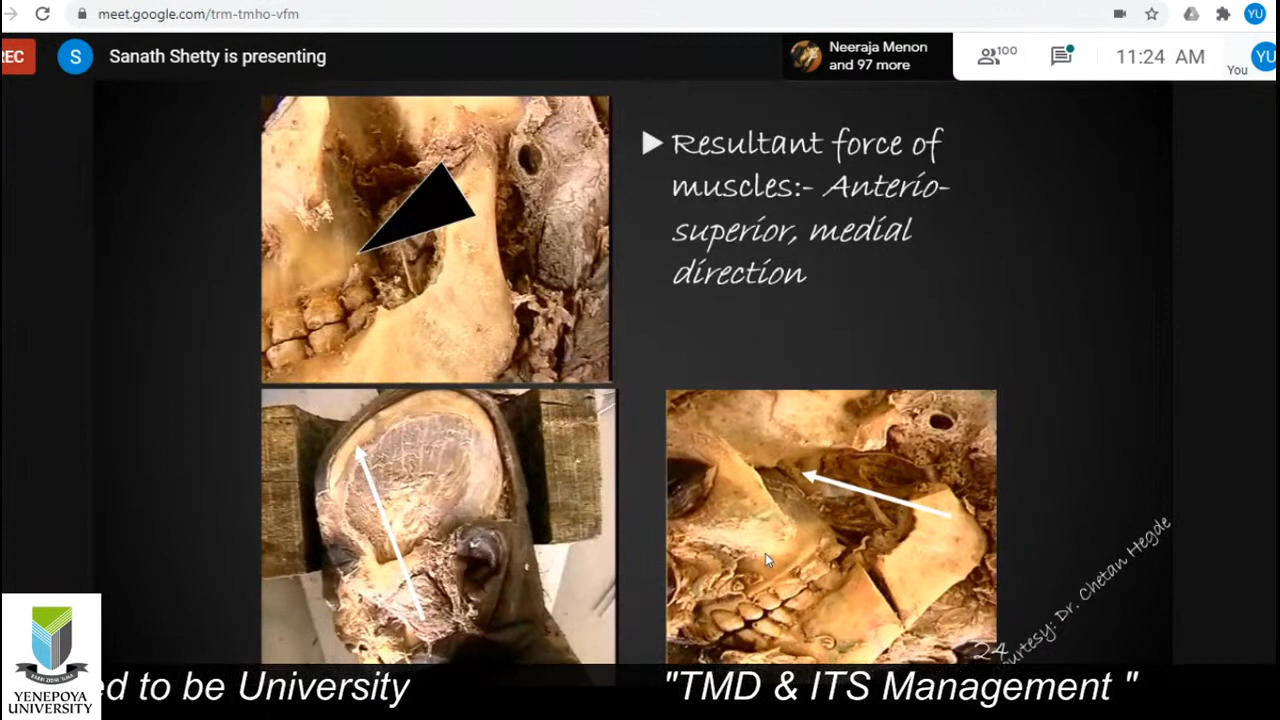 meet.google.com/trm-tmho-vfm
YU
REC
S
Sanath Shetty is presenting
Neeraja Menon
and 97 more
100
11:24 AM
You
YU
Resultant force of
muscles:- Anterio-
superior, medial
direction
urtesy: Dr. Chetan Hegde
24
YENEPOYA
UNIVERSITY
ed to be University
"TMD & ITS Management "